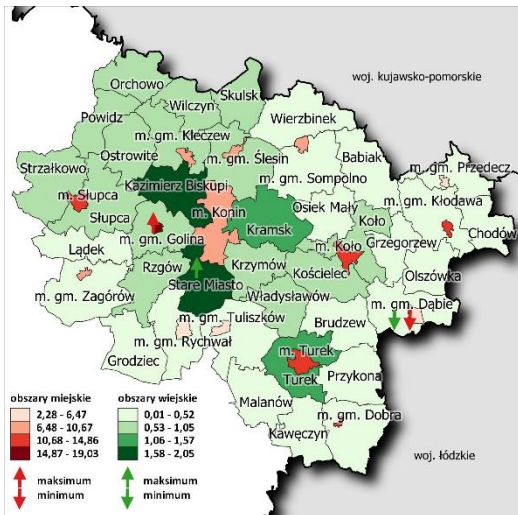 Orchowo
Skulsk
woj. kujawsko-pomorskie
Powidz
Wilczyn
Wierzbinek
m. gm. Kleczew
Ostrowite
m. gm. Ślesin
Babiak
m. gm. Przedecz
Strzałkowo
Kazimierz Biskupi
m. gm. Sompolno
m. gm. Kłodawa
m. Słupca
Osiek Mały
m. Konin
Koło
Słupca
Kramsk
Chodów
m. gm. Golina
m. Koło
Grzegorzew
Lądek
Rzgów
Krzymów
Kościelec
Olszówka
m. gm. Zagórów
Stare Miasto
Władysławów
m. gm. Dąbie
m. gm. Tuliszków
Brudzew
m. gm. Rychwał
Grodziec
m. Turek
Turek
Przykona
Malanów
m. gm. Dobra
Kawęczyn
woj. łódzkie
obszary miejskie
2,28 - 6,47
6,48 - 10,67
10,68 - 14,86
14,87 - 19,03
maksimum
minimum
obszary wiejskie
0,01 - 0,52
0,53 - 1,05
1,06 - 1,57
1,58 - 2,05
maksimum
minimum